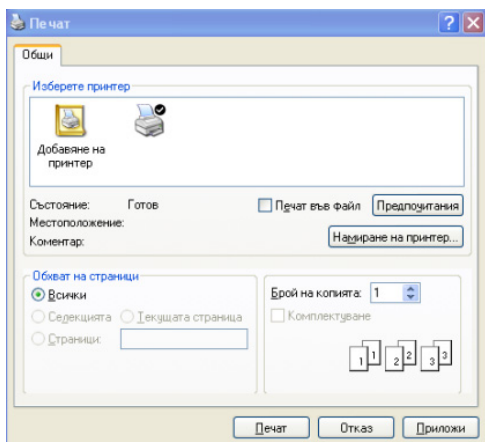 Печат
Общи
Изберете принтер
Добавяне на
принтер
Състояние: Готов
Местоположение:
Коментар:
Печат във файл
Предпочитания
Намиране на принтер...
Обхват на страници
Всички
Селекцията
Текущата страница
Страници:
Брой на копията: 1
Комплектуване
1 1 2 2 3 3
Печат
Отказ
Приложи